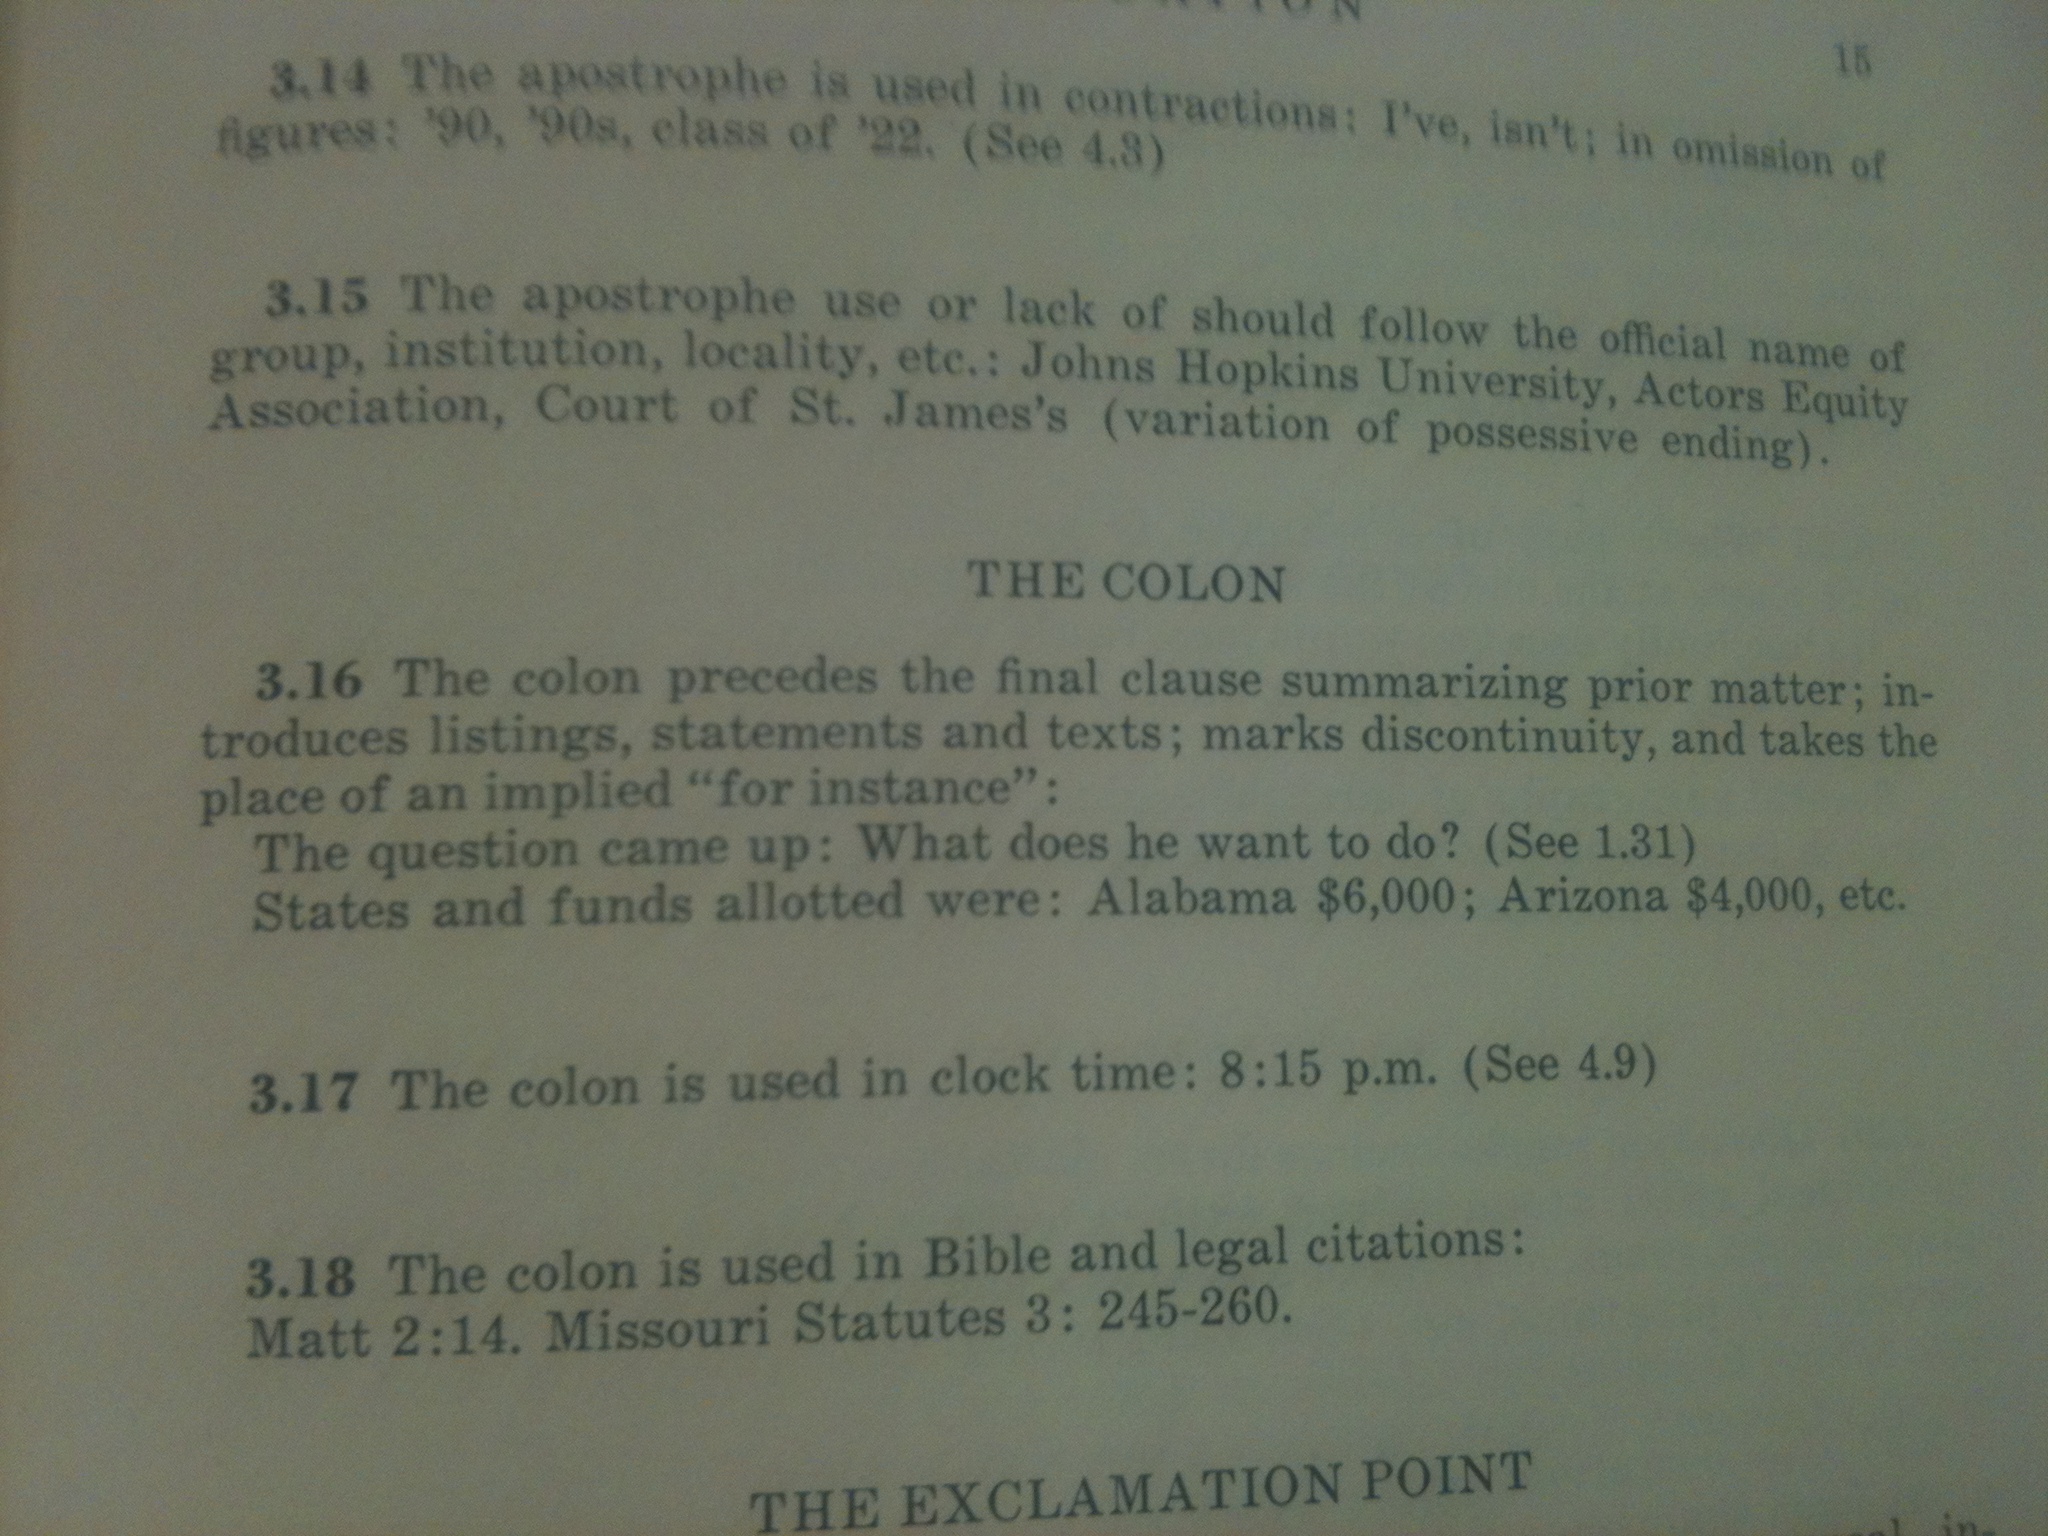 15
3.14 The apostrophe is used in contractions: I've, isn't; in omission of
figures: '90, '90s, class of '22. (See 4.3)
3.15 The apostrophe use or lack of should follow the official name of
group, institution, locality, etc.: Johns Hopkins University, Actors Equity
Association, Court of St. James's (variation of possessive ending).
THE COLON
3.16 The colon precedes the final clause summarizing prior matter; in-
troduces listings, statements and texts; marks discontinuity, and takes the
place of an implied “for instance”:
The question came up: What does he want to do? (See 1.31)
States and funds allotted were: Alabama $6,000; Arizona $4,000, etc.
3.17 The colon is used in clock time: 8:15 p.m. (See 4.9)
3.18 The colon is used in Bible and legal citations:
Matt 2:14. Missouri Statutes 3: 245-260.
THE EXCLAMATION POINT